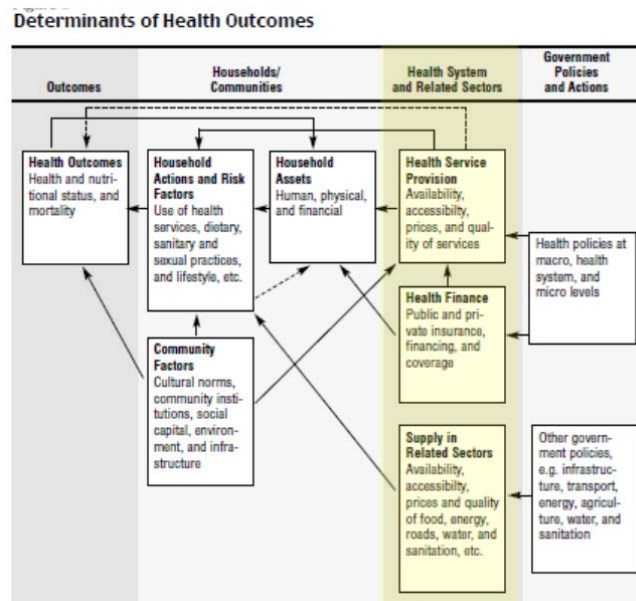 Determinants of Health Outcomes
Outcomes
Households/
Communities
Health System
and Related Sectors
Government
Policies
and Actions
Health Outcomes
Health and nutri-
tional status, and
mortality
Household
Actions and Risk
Factors
Use of health
services, dietary,
sanitary and
sexual practices,
and lifestyle, etc.
Household
Assets
Human, physical,
and financial
Health Service
Provision
Availability,
accessibilty,
prices, and qual-
ity of services
Health policies at
macro, health
system, and
micro levels
Health Finance
Public and pri-
vate insurance,
financing, and
coverage
Community
Factors
Cultural norms,
community insti-
tutions, social
capital, environ-
ment, and infra-
structure
Supply in
Related Sectors
Availability,
accessibilty,
prices and quality
of food, energy,
roads, water, and
sanitation, etc.
Other govern-
ment policies,
e.g. infrastruc-
ture, transport,
energy, agricul-
ture, water, and
sanitation